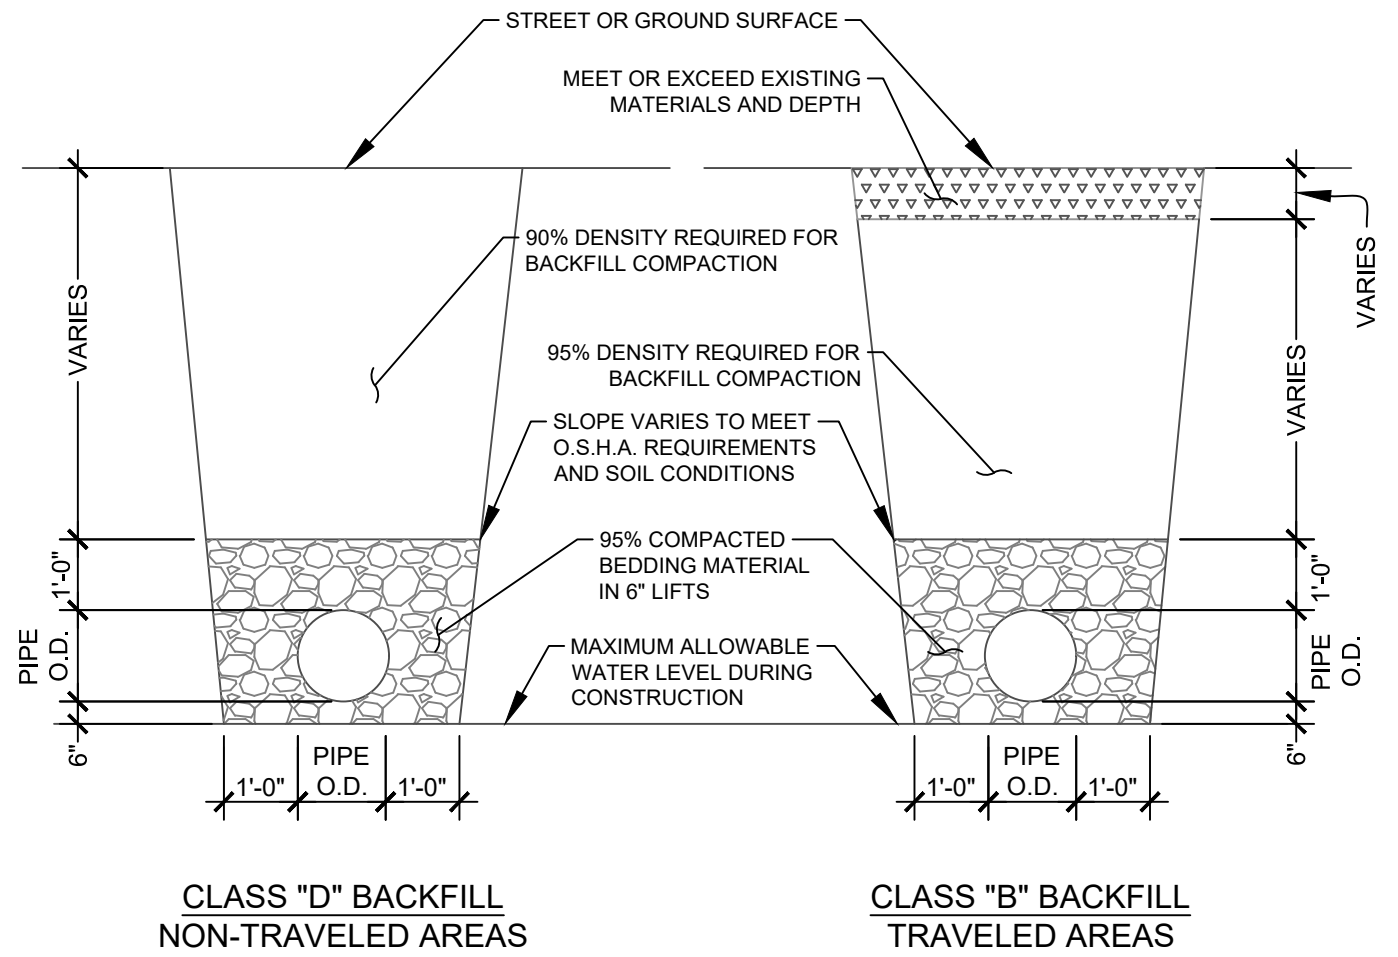 STREET OR GROUND SURFACE
MEET OR EXCEED EXISTING
MATERIALS AND DEPTH
90% DENSITY REQUIRED FOR
BACKFILL COMPACTION
95% DENSITY REQUIRED FOR
BACKFILL COMPACTION
SLOPE VARIES TO MEET
O.S.H.A. REQUIREMENTS
AND SOIL CONDITIONS
95% COMPACTED
BEDDING MATERIAL
IN 6" LIFTS
MAXIMUM ALLOWABLE
WATER LEVEL DURING
CONSTRUCTION
VARIES
1'-0"
PIPE
O.D.
6"
1'-0"
PIPE
O.D.
1'-0"
VARIES
VARIES
1'-0"
PIPE
O.D.
6"
1'-0"
PIPE
O.D.
1'-0"
CLASS "D" BACKFILL
NON-TRAVELED AREAS
CLASS "B" BACKFILL
TRAVELED AREAS